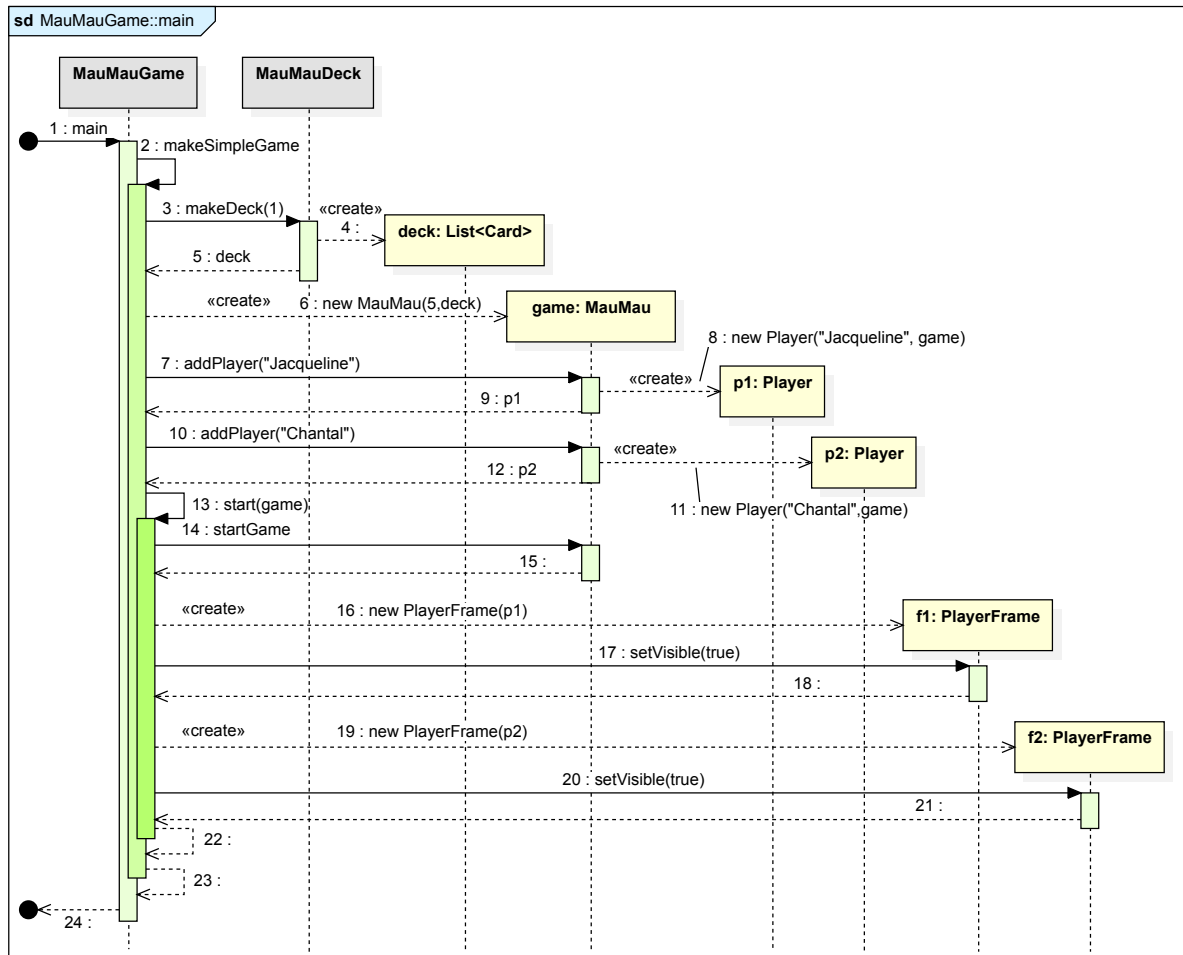 sd MauMauGame::main
MauMauGame
MauMauDeck
1 : main
2 : makeSimpleGame
3 : makeDeck(1)
«create»
4 :
deck: List<Card>
5 : deck
«create»
6 : new MauMau(5,deck)
game: MauMau
8 : new Player("Jacqueline", game)
7 : addPlayer("Jacqueline")
«create»
p1: Player
9 : p1
10 : addPlayer("Chantal")
«create»
p2: Player
12 : p2
13 : start(game)
11 : new Player("Chantal",game)
14 : startGame
15 :
«create»
16 : new PlayerFrame(p1)
f1: PlayerFrame
17 : setVisible(true)
18 :
«create»
19 : new PlayerFrame(p2)
f2: PlayerFrame
20 : setVisible(true)
21 :
22 :
23 :
24 :